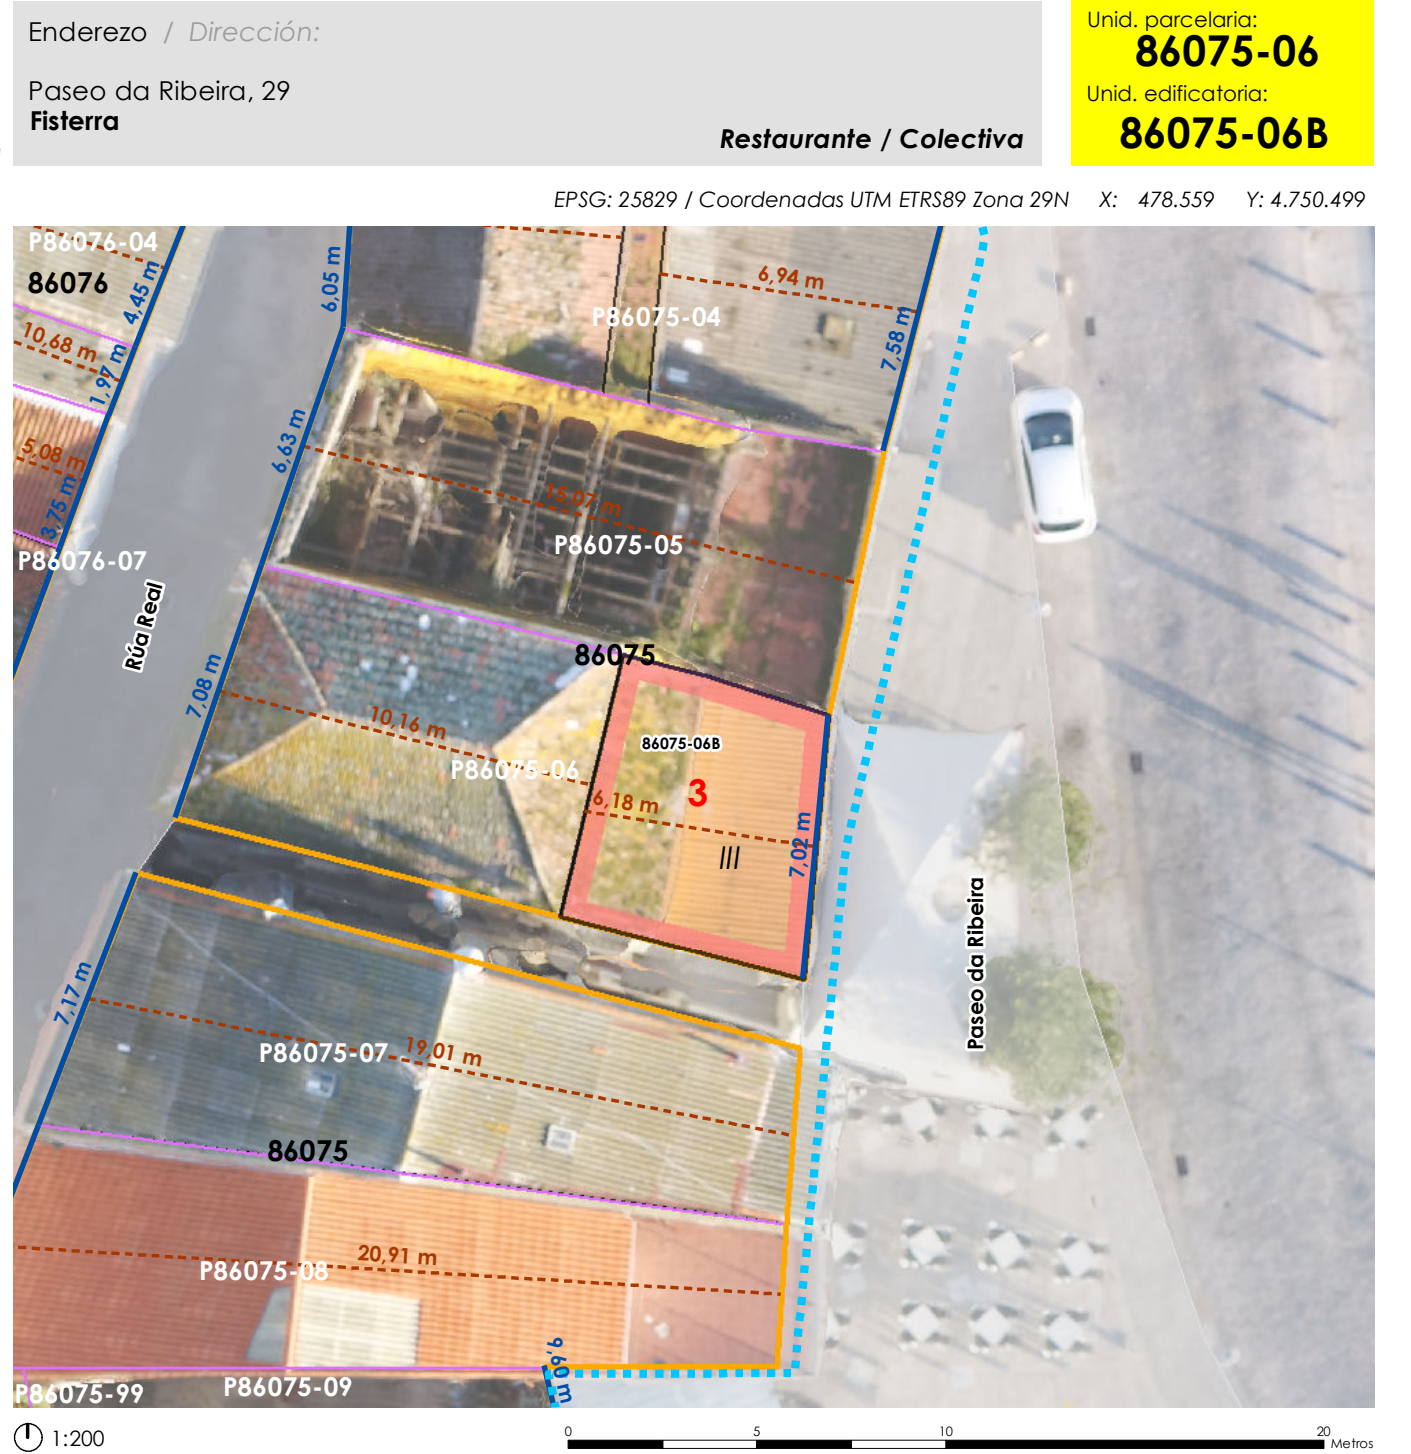 Enderezo / Dirección:
Paseo da Ribeira, 29
Fisterra
Restaurante / Colectiva
Unid. parcelaria:
86075-06
Unid. edificatoria:
86075-06B
EPSG: 25829 / Coordenadas UTM ETRS89 Zona 29N X: 478.559 Y: 4.750.499
P86076-04
86076
4,45 m
6,05 m
6,94 m
P86075-04
7,58 m
10,68 m
1,97 m
5,08 m
6,63 m
3,75 m
15,07 m
P86075-05
P86076-07
Rúa Real
86075
7,08 m
10,16 m
86075-06B
P86075-06
6,18 m
3
III
7,02 m
Paseo da Ribeira
7,17 m
P86075-07
19,01 m
86075
20,91 m
P86075-08
9,60 m
P86075-99
P86075-09
1:200
0 5 10 20 Metros